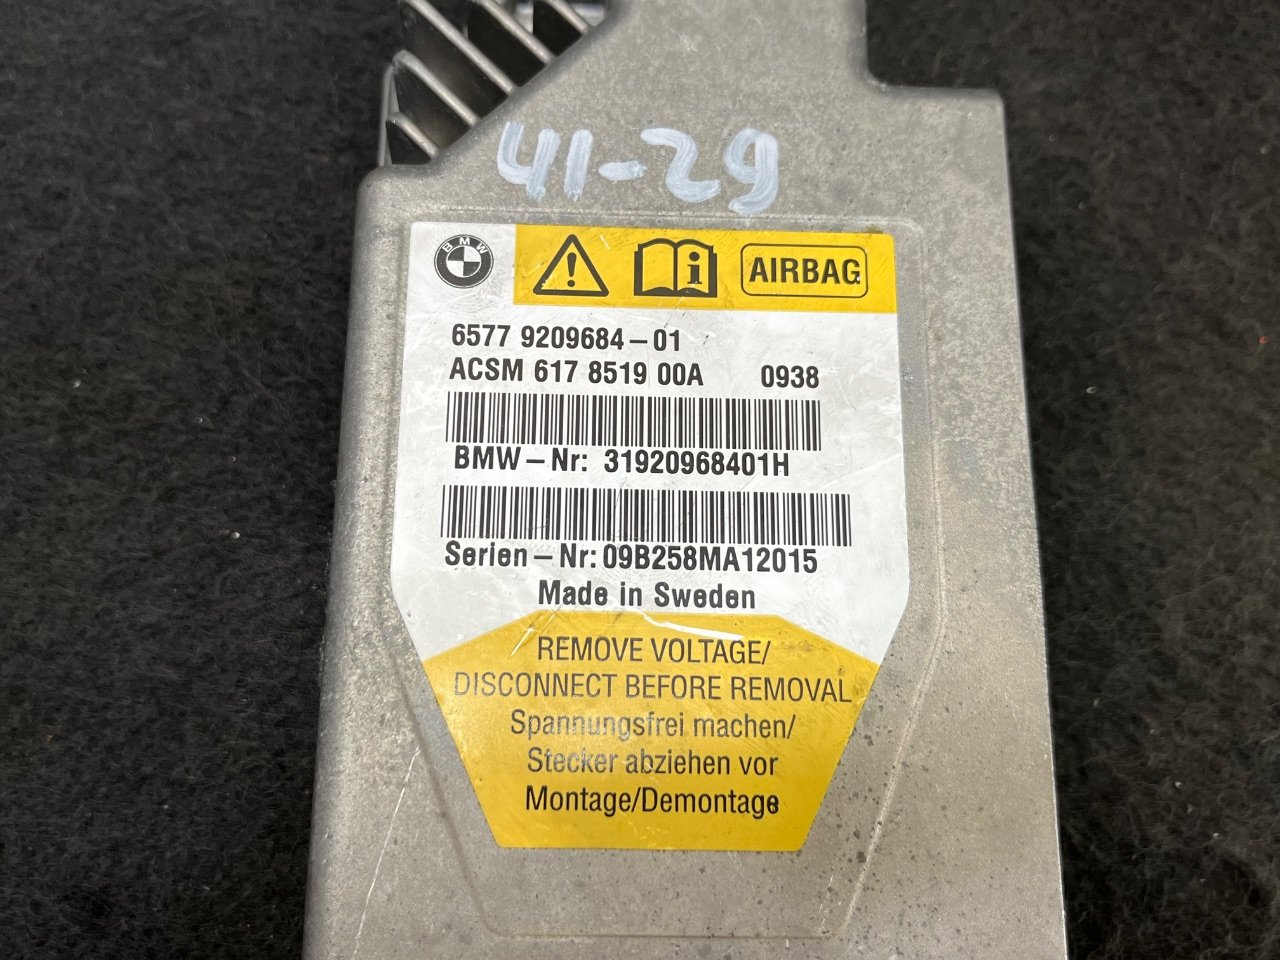 41-29
BMW
AIRBAG
6577 9209684-01
ACSM 617 8519 00A 0938
BMW-Nr: 31920968401H
Serien-Nr: 09B258MA12015
Made in Sweden
REMOVE VOLTAGE/
DISCONNECT BEFORE REMOVAL
Spannungsfrei machen/
Stecker abziehen vor
Montage/Demontage